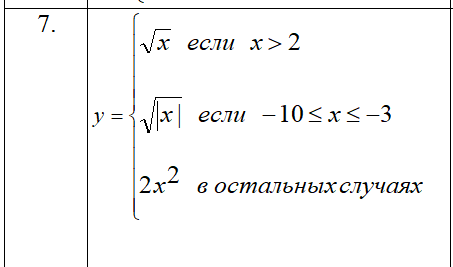 7.
y =
√x если x > 2
√|x| если −10 ≤ x ≤ −3
2x² в остальных случаях